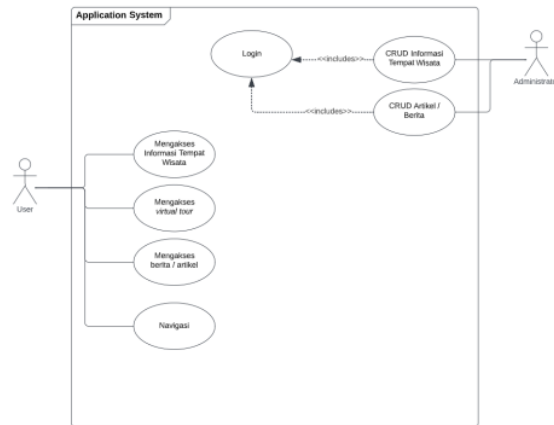 Application System
Login
<<includes>>
CRUD Informasi
Tempat Wisata
<<includes>>
CRUD Artikel /
Berita
Administrato
Mengakses
Informasi Tempat
Wisata
User
Mengakses
virtual tour
Mengakses
berita / artikel
Navigasi